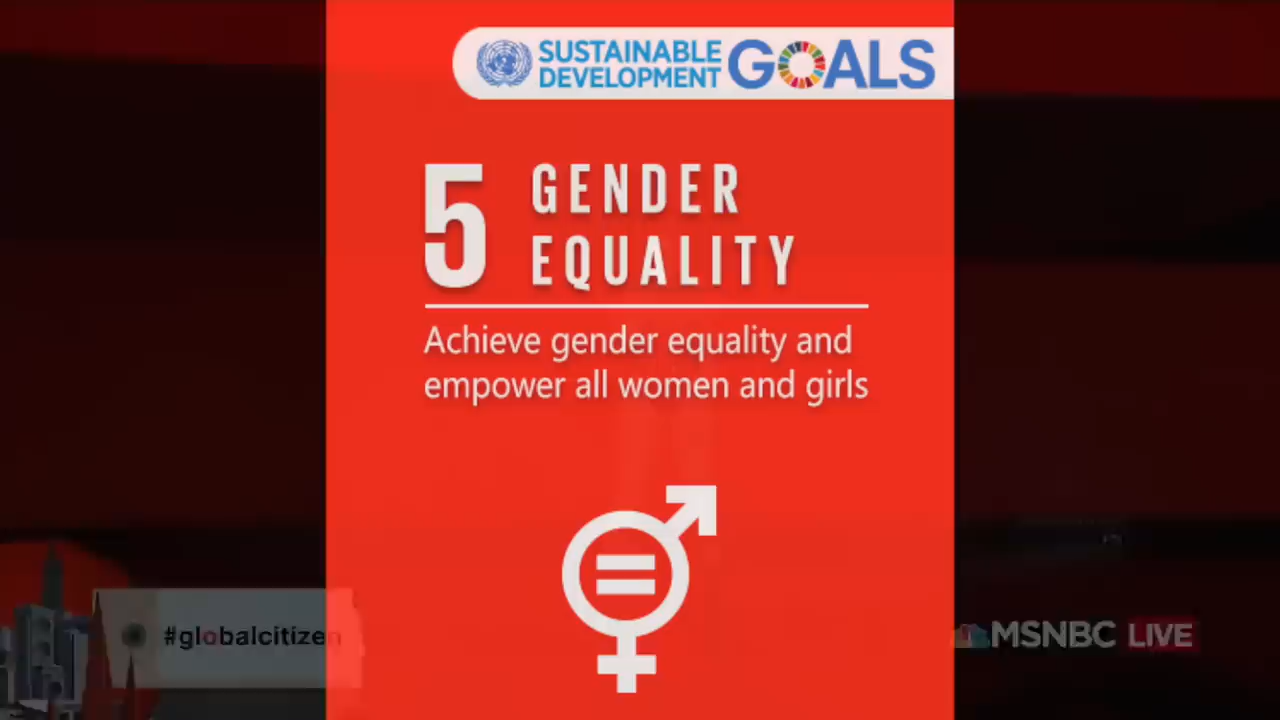 SUSTAINABLE
DEVELOPMENT
GOALS
5
GENDER
EQUALITY
Achieve gender equality and
empower all women and girls
#globalcitizen
MSNBC LIVE